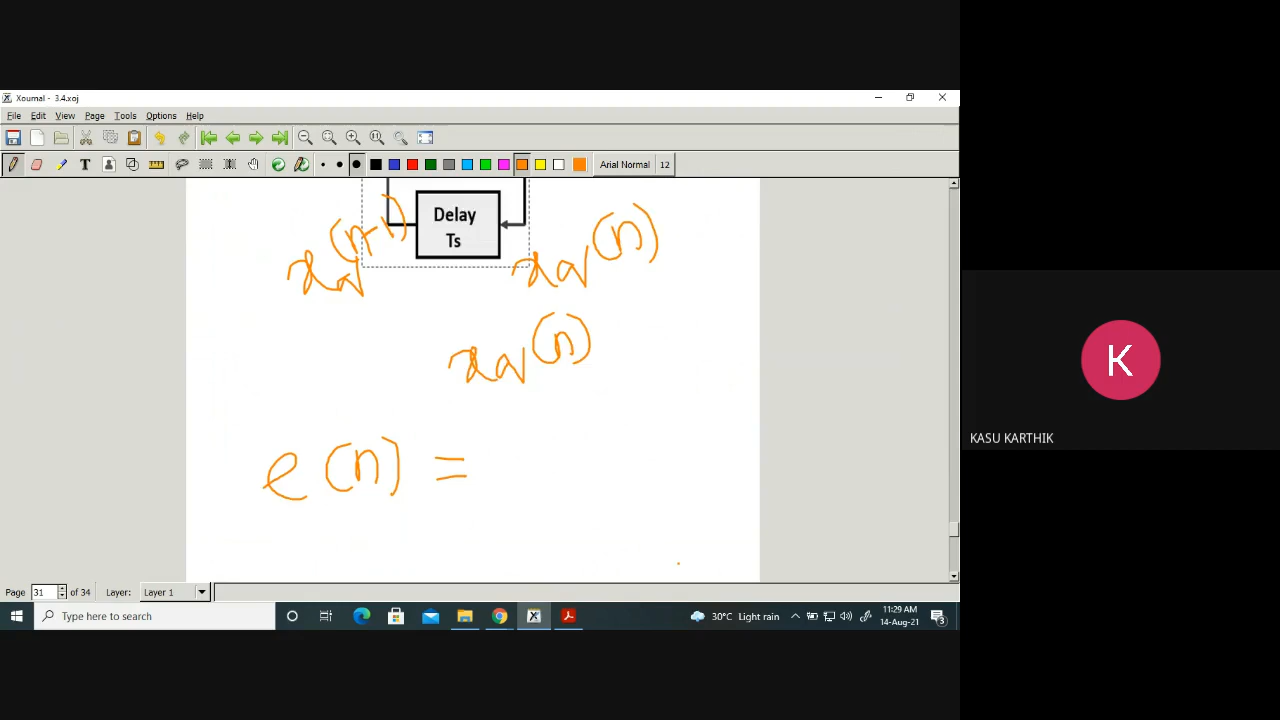 Xournal - 3.4.xoj
File Edit View Page Tools Options Help
Arial Normal 12
Delay
Ts
xq(n-1)
xq(n)
xq(n)
e(n) =
K
KASU KARTHIK
Page 31 of 34 Layer: Layer 1
Type here to search
30°C Light rain
11:29 AM
14-Aug-21
3